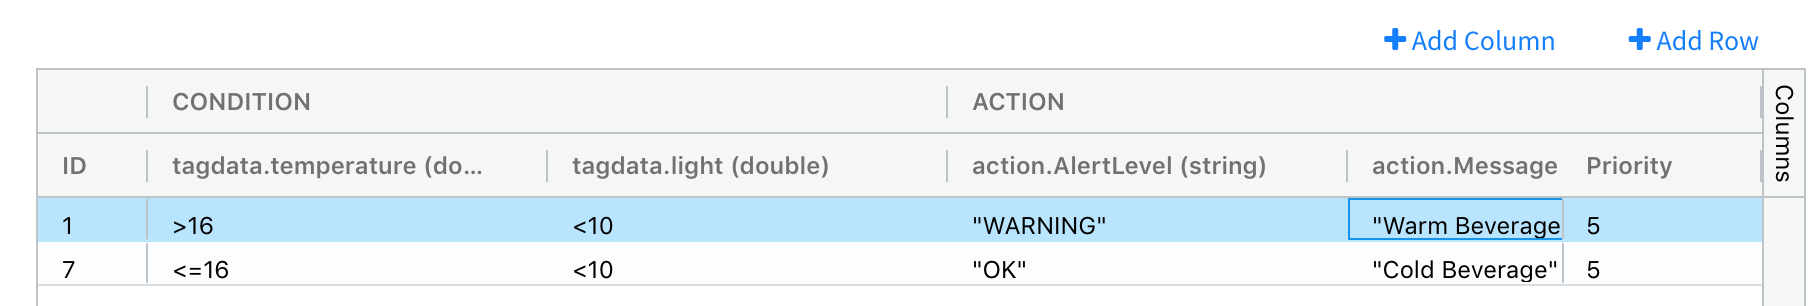 Add Column Add Row
CONDITION ACTION
Columns
ID tagdata.temperature (do... tagdata.light (double) action.AlertLevel (string) action.Message Priority
1 >16 <10 "WARNING" "Warm Beverage 5
7 <=16 <10 "OK" "Cold Beverage" 5